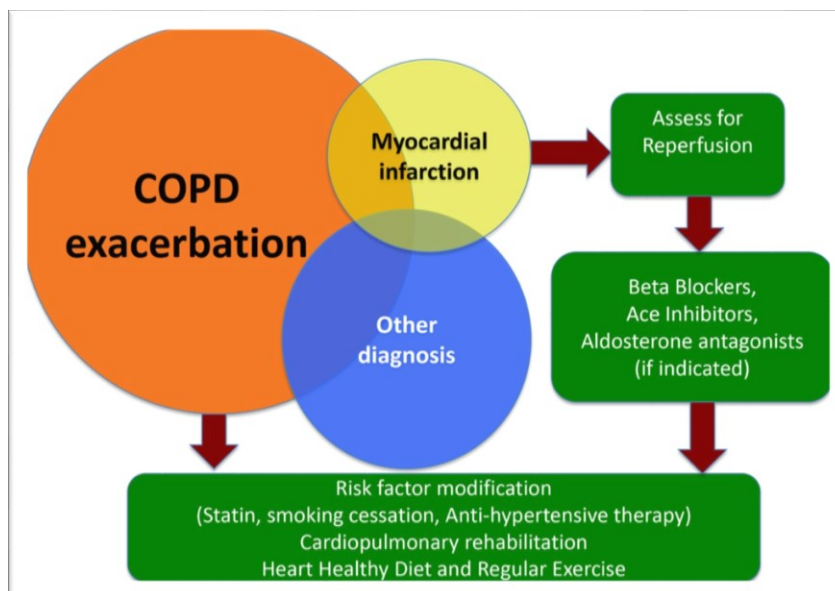 COPD
exacerbation
Myocardial
infarction
Other
diagnosis
Assess for
Reperfusion
Beta Blockers,
Ace Inhibitors,
Aldosterone antagonists
(if indicated)
Risk factor modification
(Statin, smoking cessation, Anti-hypertensive therapy)
Cardiopulmonary rehabilitation
Heart Healthy Diet and Regular Exercise